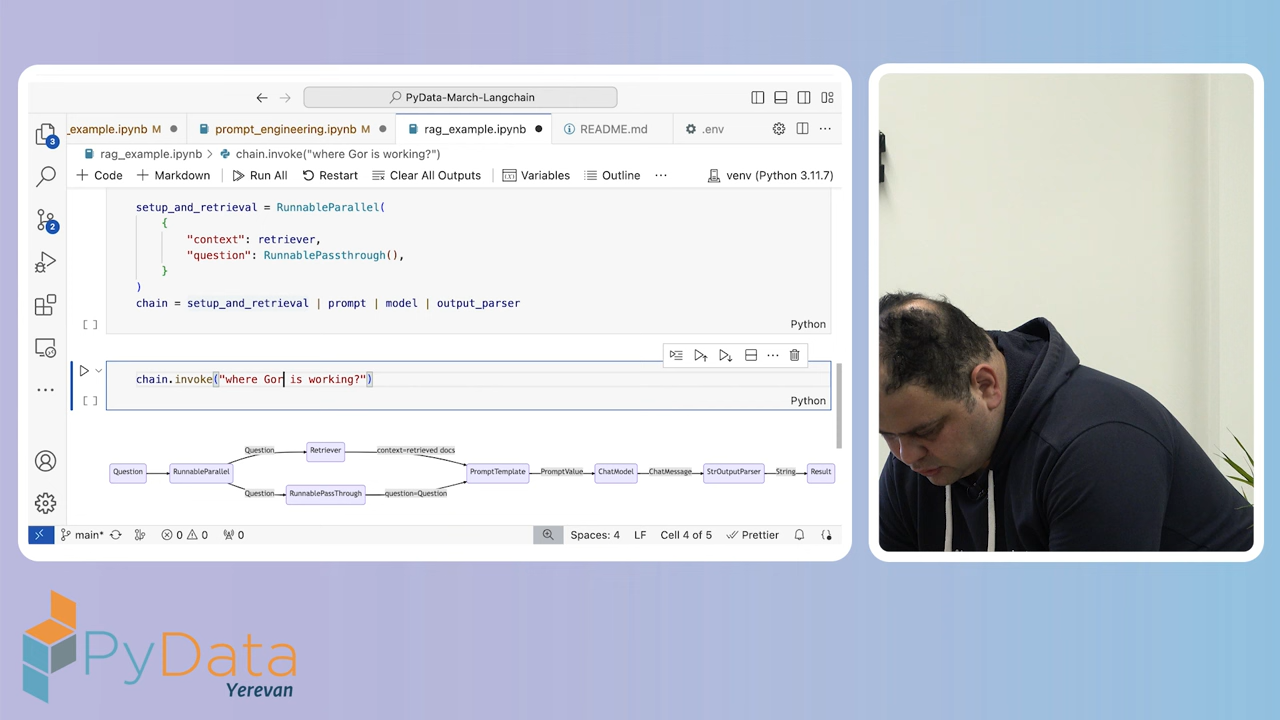 PyData-March-Langchain
_example.ipynb M
prompt_engineering.ipynb M
rag_example.ipynb
README.md
.env
rag_example.ipynb > chain.invoke("where Gor is working?")
Code
Markdown
Run All
Restart
Clear All Outputs
Variables
Outline
venv (Python 3.11.7)
3
2
setup_and_retrieval = RunnableParallel(
{
"context": retriever,
"question": RunnablePassthrough(),
}
)
chain = setup_and_retrieval | prompt | model | output_parser
[ ]
Python
chain.invoke("where Gor is working?")
[ ]
Python
Question
RunnableParallel
Question
Retriever
context=retrieved docs
Question
RunnablePassThrough
question=Question
PromptTemplate
PromptValue
ChatModel
ChatMessage
StrOutputParser
String
Result
main*
0
0
0
Spaces: 4
LF
Cell 4 of 5
Prettier
PyData
Yerevan